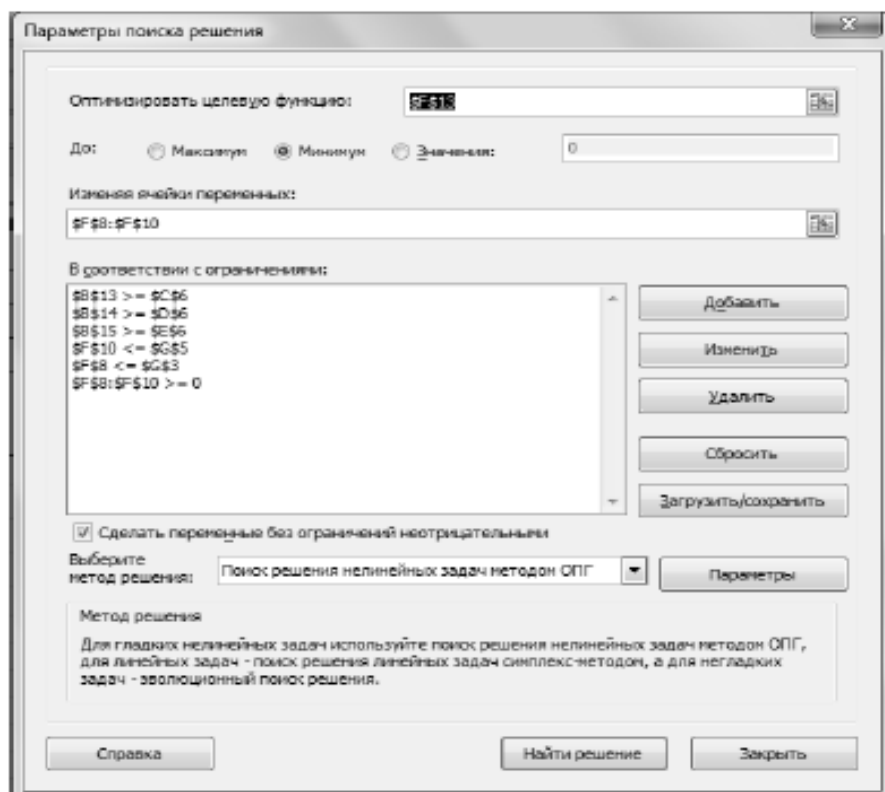 Параметры поиска решения
Оптимизировать целевую функцию: $F$13
До: Максимум Минимум Значения: 0
Изменяя ячейки переменных:
$F$8:$F$10
В соответствии с ограничениями:
$B$13 >= $C$6
$B$14 >= $D$6
$B$15 >= $E$6
$F$10 <= $G$5
$F$8 <= $G$3
$F$8:$F$10 >= 0
Добавить
Изменить
Удалить
Сбросить
Загрузить/сохранить
Сделать переменные без ограничений неотрицательными
Выберите
метод решения: Поиск решения нелинейных задач методом ОПГ Параметры
Метод решения
Для гладких нелинейных задач используйте поиск решения нелинейных задач методом ОПГ,
для линейных задач - поиск решения линейных задач симплекс-методом, а для негладких
задач - эволюционный поиск решения.
Справка Найти решение Закрыть